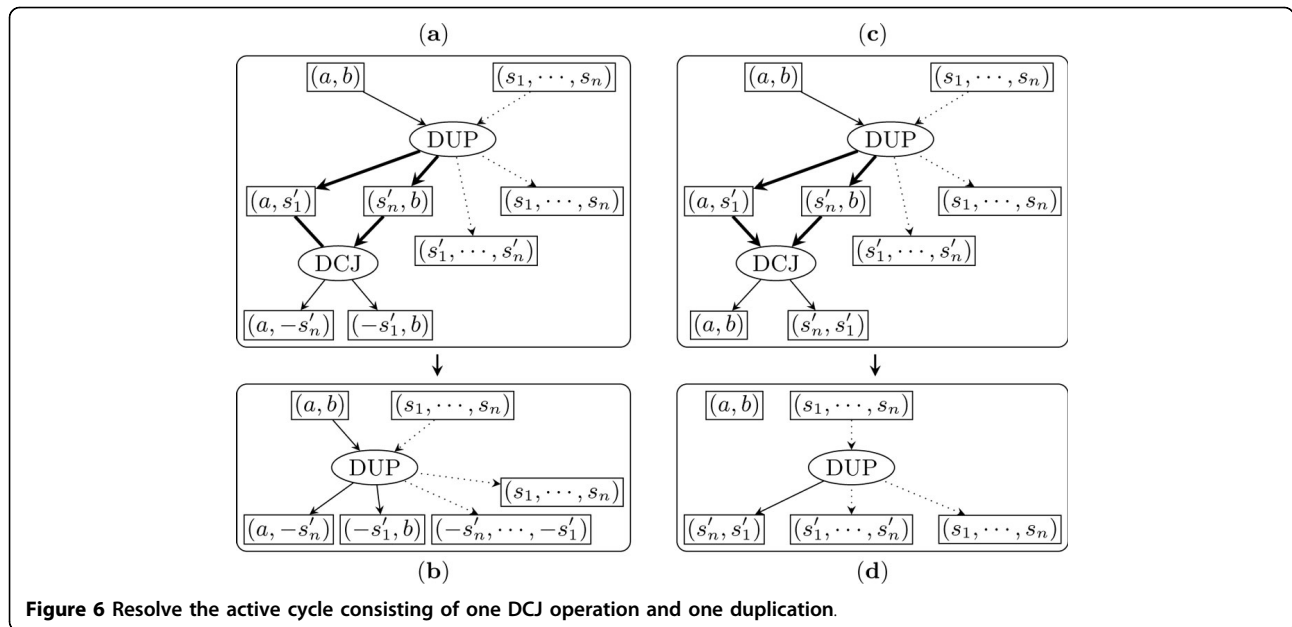 (a) (c)
(a, b) (s₁, ⋯, sₙ) (a, b) (s₁, ⋯, sₙ)
DUP DUP
(a, s′₁) (s′ₙ, b) (s₁, ⋯, sₙ) (a, s′₁) (s′ₙ, b) (s₁, ⋯, sₙ)
(s′₁, ⋯, s′ₙ) (s′₁, ⋯, s′ₙ)
DCJ DCJ
(a, −s′ₙ) (−s′₁, b) (a, b) (s′ₙ, s′₁)
(a, b) (s₁, ⋯, sₙ) (a, b) (s₁, ⋯, sₙ)
DUP DUP
(s₁, ⋯, sₙ)
(a, −s′ₙ) (−s′₁, b) (−s′ₙ, ⋯, −s′₁) (s′ₙ, s′₁) (s′₁, ⋯, s′ₙ) (s₁, ⋯, sₙ)
(b) (d)
Figure 6 Resolve the active cycle consisting of one DCJ operation and one duplication.